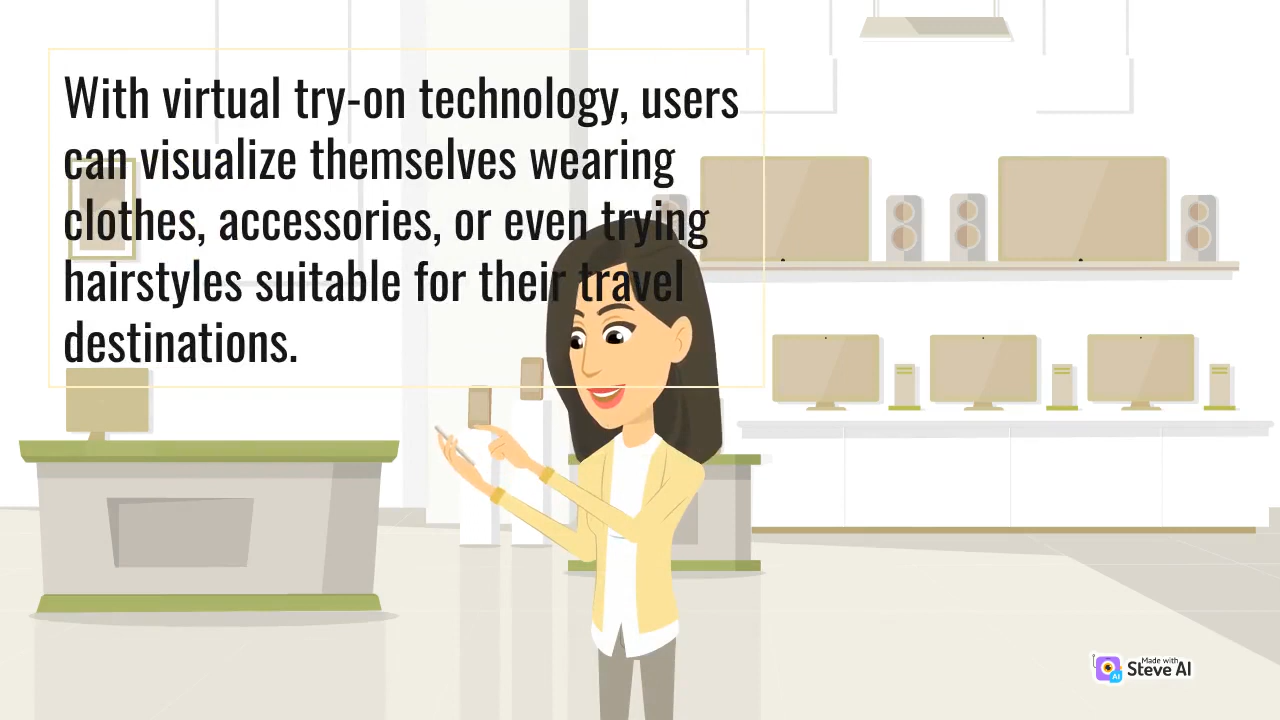 With virtual try-on technology, users
can visualize themselves wearing
clothes, accessories, or even trying
hairstyles suitable for their travel
destinations.
Made with
Steve AI
AI